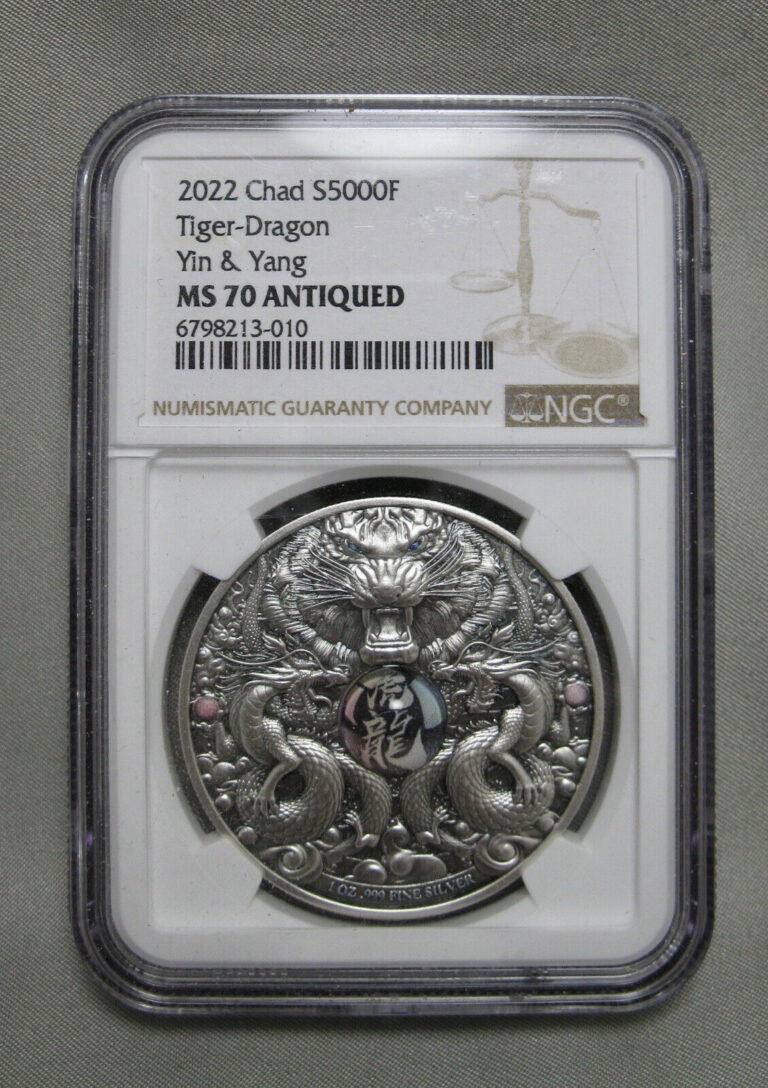 2022 Chad S5000F
Tiger-Dragon
Yin & Yang
MS 70 ANTIQUED
6798213-010
NUMISMATIC GUARANTY COMPANY NGC®
虎
龍
1 OZ .999 FINE SILVER